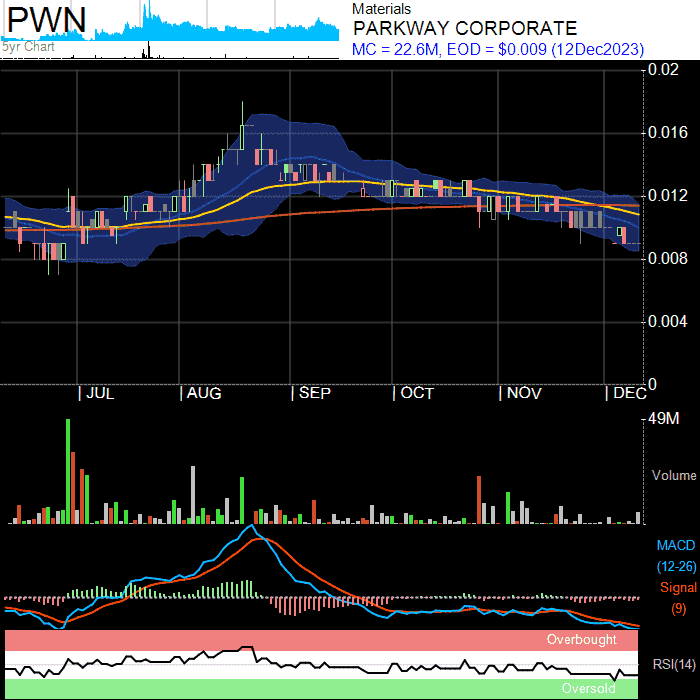 PWN
5yr Chart
Materials
PARKWAY CORPORATE
MC = 22.6M, EOD = $0.009 (12Dec2023)
0.02
0.016
0.012
0.008
0.004
0
| JUL | AUG | SEP | OCT | NOV | DEC
49M
Volume
MACD
(12-26)
Signal
(9)
Overbought
RSI(14)
Oversold